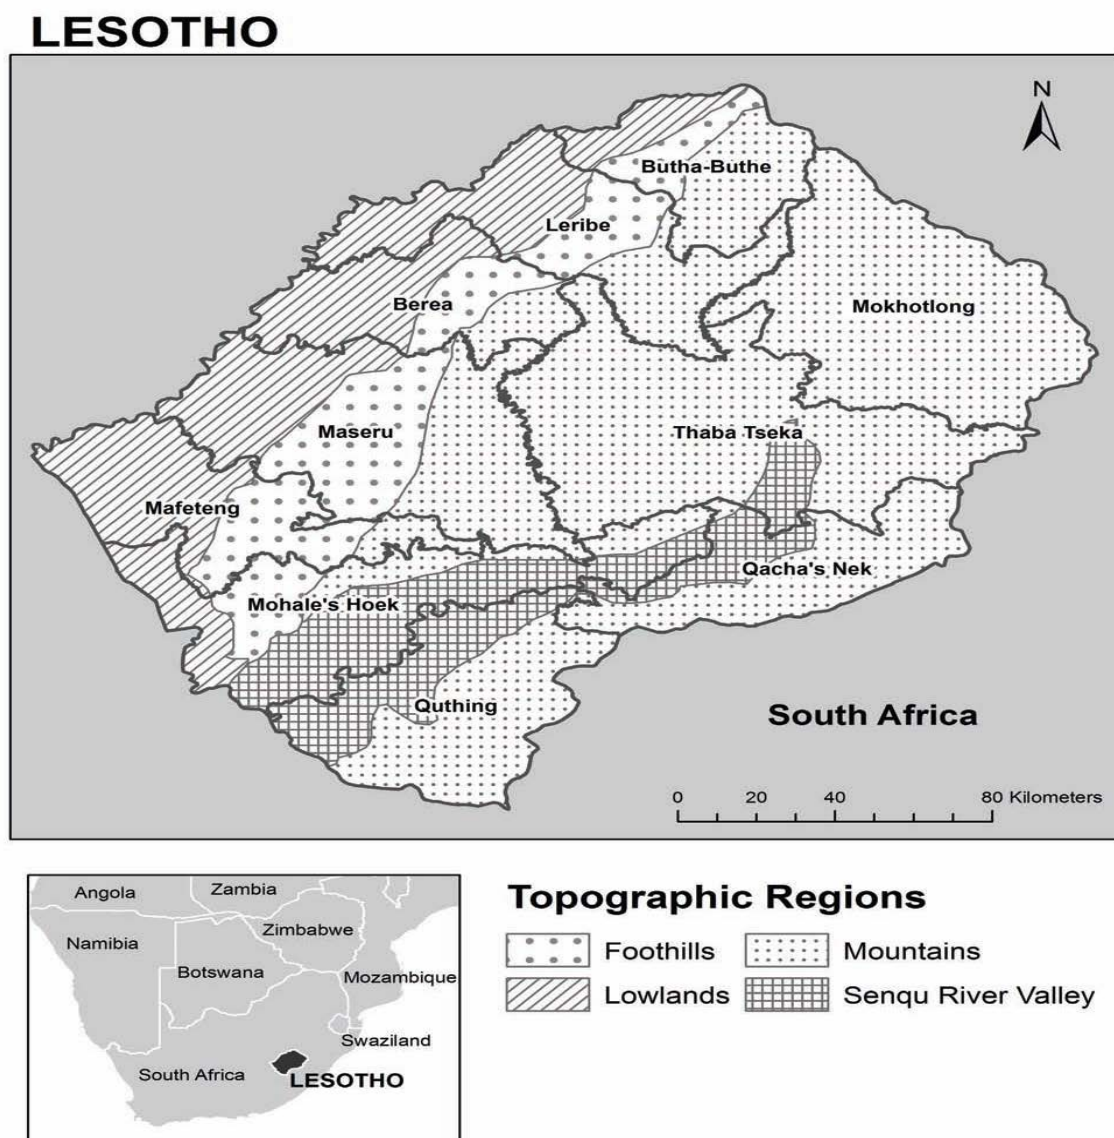 LESOTHO
N
Butha-Buthe
Leribe
Berea
Mokhotlong
Maseru
Thaba Tseka
Mafeteng
Qacha's Nek
Mohale's Hoek
Quthing
South Africa
0 20 40 80 Kilometers
Angola
Zambia
Zimbabwe
Namibia
Botswana
Mozambique
Swaziland
South Africa
LESOTHO
Topographic Regions
Foothills
Mountains
Lowlands
Senqu River Valley